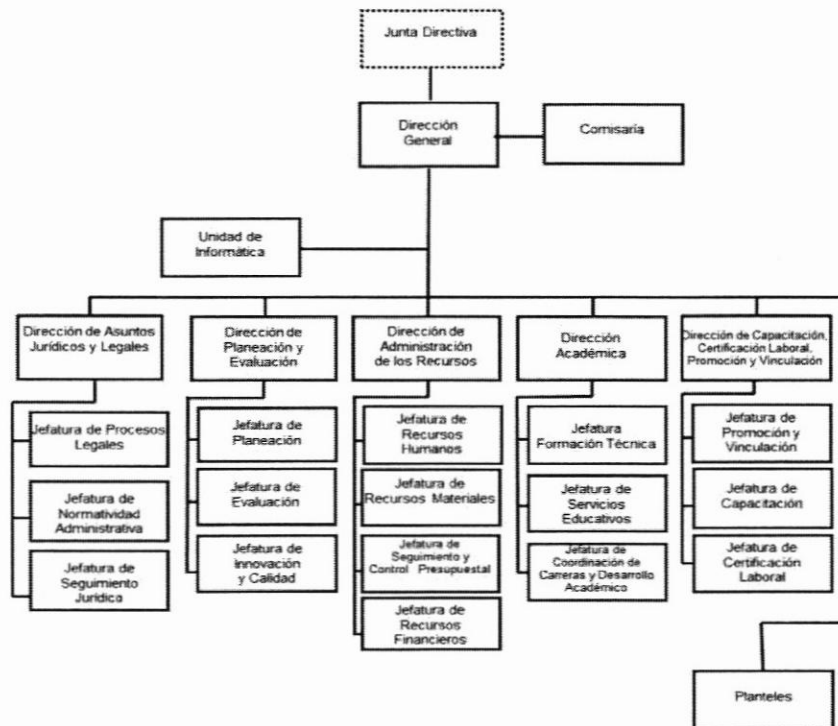 Junta Directiva
Dirección
General
Comisaría
Unidad de
Informática
Dirección de Asuntos
Jurídicos y Legales
Dirección de
Planeación y
Evaluación
Dirección de
Administración
de los Recursos
Dirección
Académica
Dirección de Capacitación,
Certificación Laboral,
Promoción y Vinculación
Jefatura de Procesos
Legales
Jefatura de
Normatividad
Administrativa
Jefatura de
Seguimiento
Jurídico
Jefatura de
Planeación
Jefatura de
Evaluación
Jefatura de
Innovación
y Calidad
Jefatura de
Recursos
Humanos
Jefatura de
Recursos Materiales
Jefatura de
Seguimiento y
Control Presupuestal
Jefatura de
Recursos
Financieros
Jefatura
Formación Técnica
Jefatura de
Servicios
Educativos
Jefatura de
Coordinación de
Carreras y Desarrollo
Académico
Jefatura de
Promoción y
Vinculación
Jefatura de
Capacitación
Jefatura de
Certificación
Laboral
Planteles